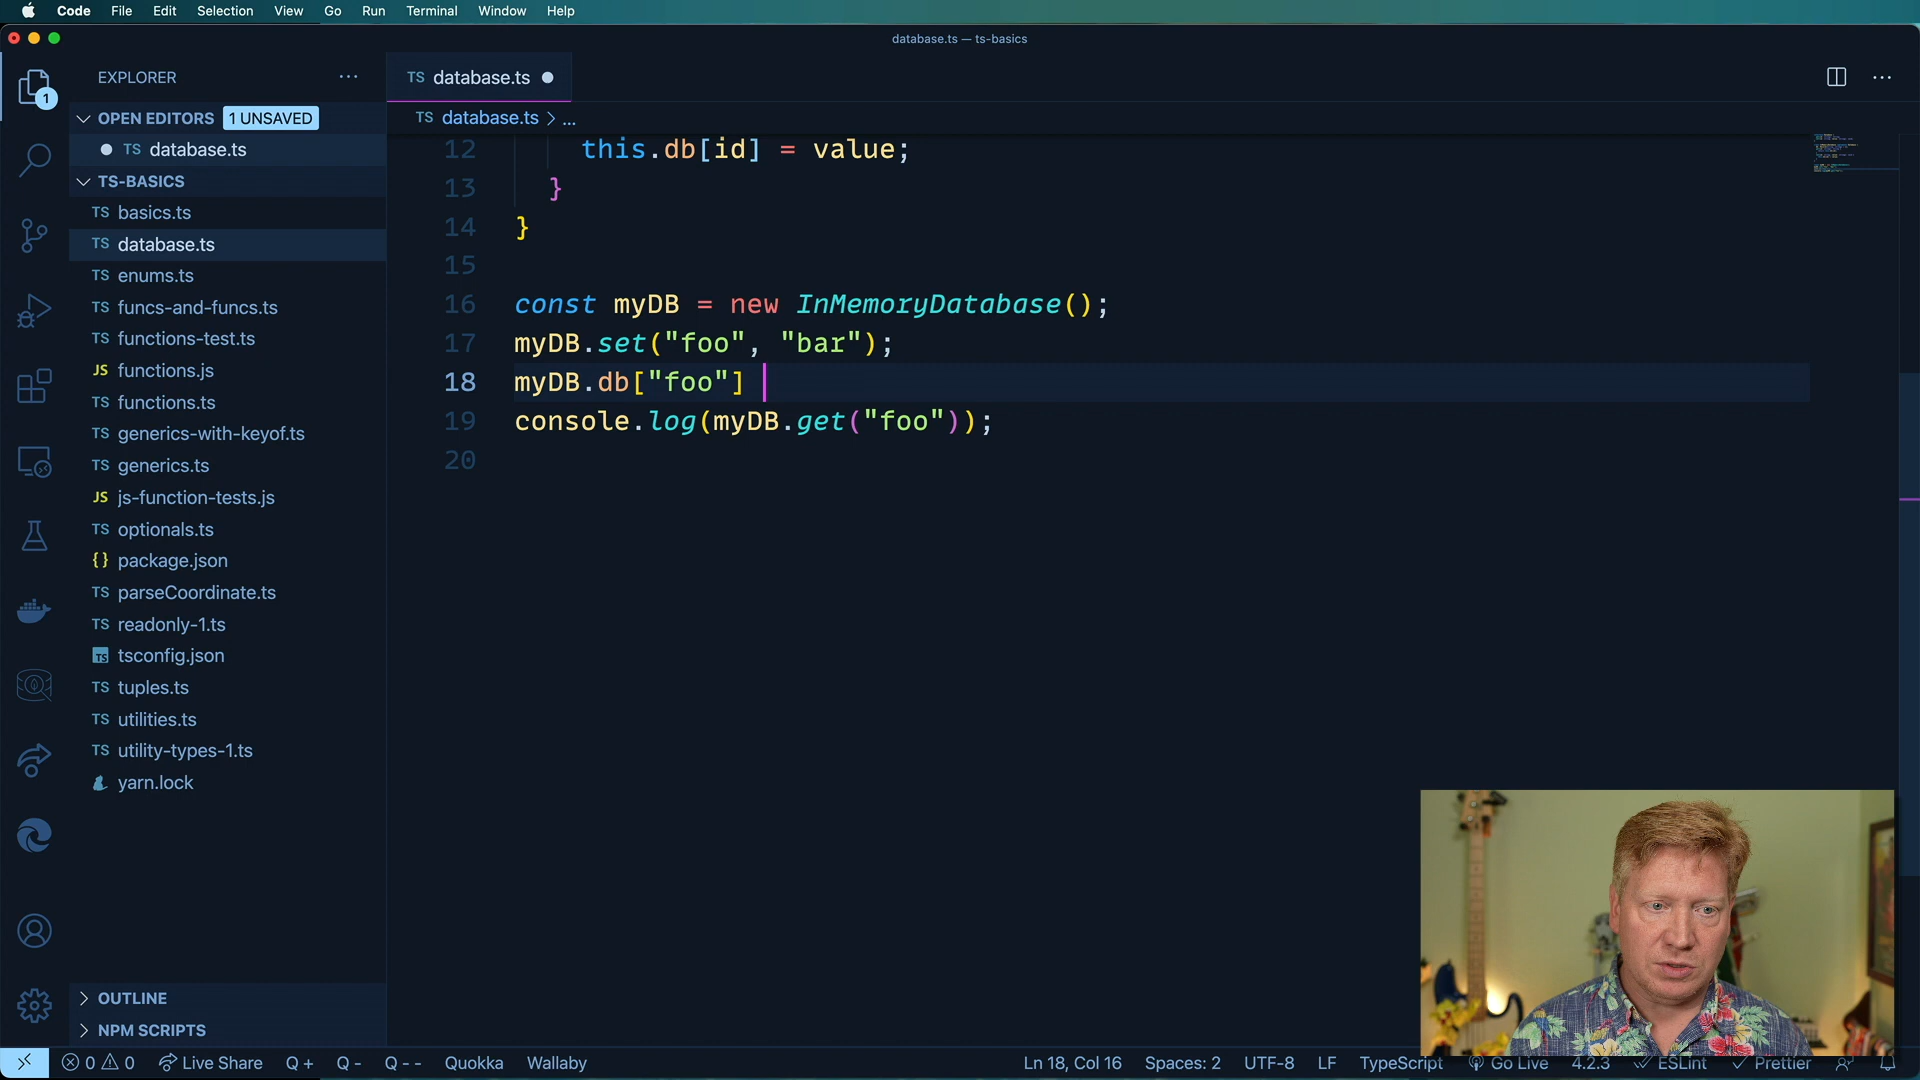 Code File Edit Selection View Go Run Terminal Window Help
database.ts — ts-basics
EXPLORER
TS database.ts
1
OPEN EDITORS 1 UNSAVED
TS database.ts > ...
TS database.ts
TS-BASICS
TS basics.ts
TS database.ts
TS enums.ts
TS funcs-and-funcs.ts
TS functions-test.ts
JS functions.js
TS functions.ts
TS generics-with-keyof.ts
TS generics.ts
JS js-function-tests.js
TS optionals.ts
{} package.json
TS parseCoordinate.ts
TS readonly-1.ts
TS tsconfig.json
TS tuples.ts
TS utilities.ts
TS utility-types-1.ts
yarn.lock
OUTLINE
NPM SCRIPTS
12 this.db[id] = value;
13 }
14 }
15
16 const myDB = new InMemoryDatabase();
17 myDB.set("foo", "bar");
18 myDB.db["foo"]
19 console.log(myDB.get("foo"));
20
0 0 Live Share Q + Q - Q - - Quokka Wallaby Ln 18, Col 16 Spaces: 2 UTF-8 LF TypeScript Go Live 4.2.3 ESLint Prettier